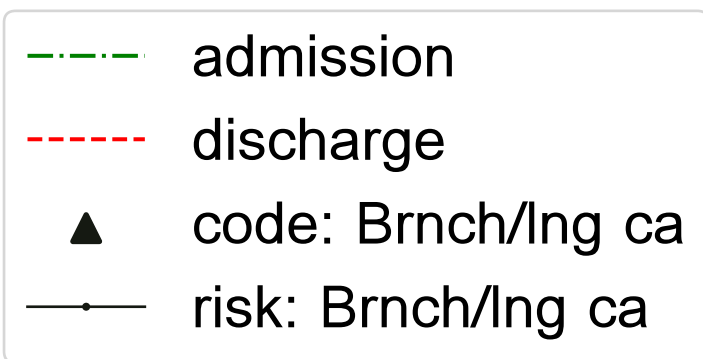 admission
discharge
code: Brnch/lng ca
risk: Brnch/lng ca